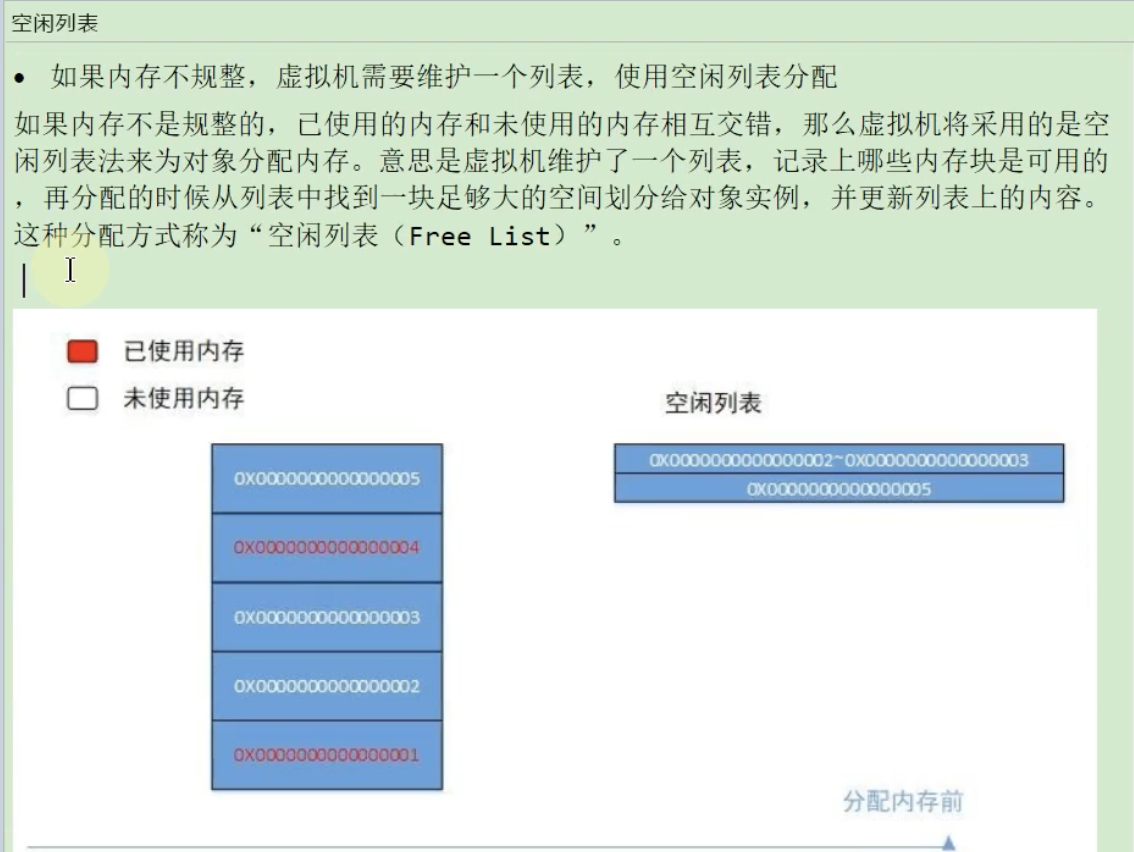 空闲列表
• 如果内存不规整，虚拟机需要维护一个列表，使用空闲列表分配
如果内存不是规整的，已使用的内存和未使用的内存相互交错，那么虚拟机将采用的是空
闲列表法来为对象分配内存。意思是虚拟机维护了一个列表，记录上哪些内存块是可用的
，再分配的时候从列表中找到一块足够大的空间划分给对象实例，并更新列表上的内容。
这种分配方式称为“空闲列表（Free List）”。
已使用内存
未使用内存
空闲列表
0X0000000000000002~0X0000000000000003
0X0000000000000005
0X0000000000000005
0X0000000000000004
0X0000000000000003
0X0000000000000002
0X0000000000000001
分配内存前